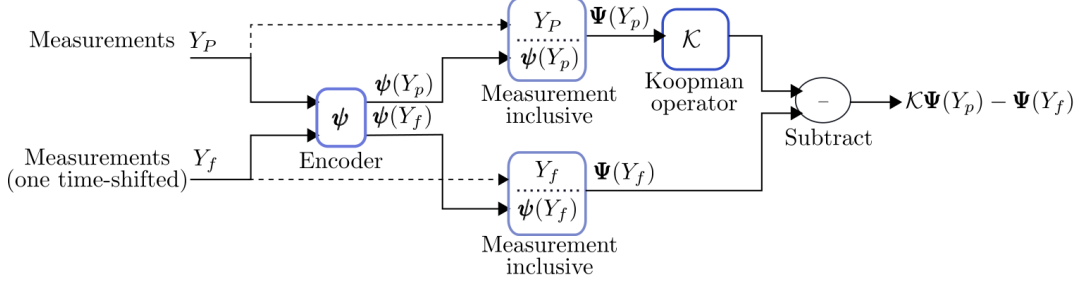 Measurements Y_P
Y_P
ψ(Y_p)
Measurement
inclusive
𝚿(Y_p)
𝒦
Koopman
operator
ψ(Y_p)
ψ(Y_f)
ψ
Encoder
–
Subtract
𝒦𝚿(Y_p) − 𝚿(Y_f)
Measurements
(one time-shifted)
Y_f
Y_f
ψ(Y_f)
𝚿(Y_f)
Measurement
inclusive